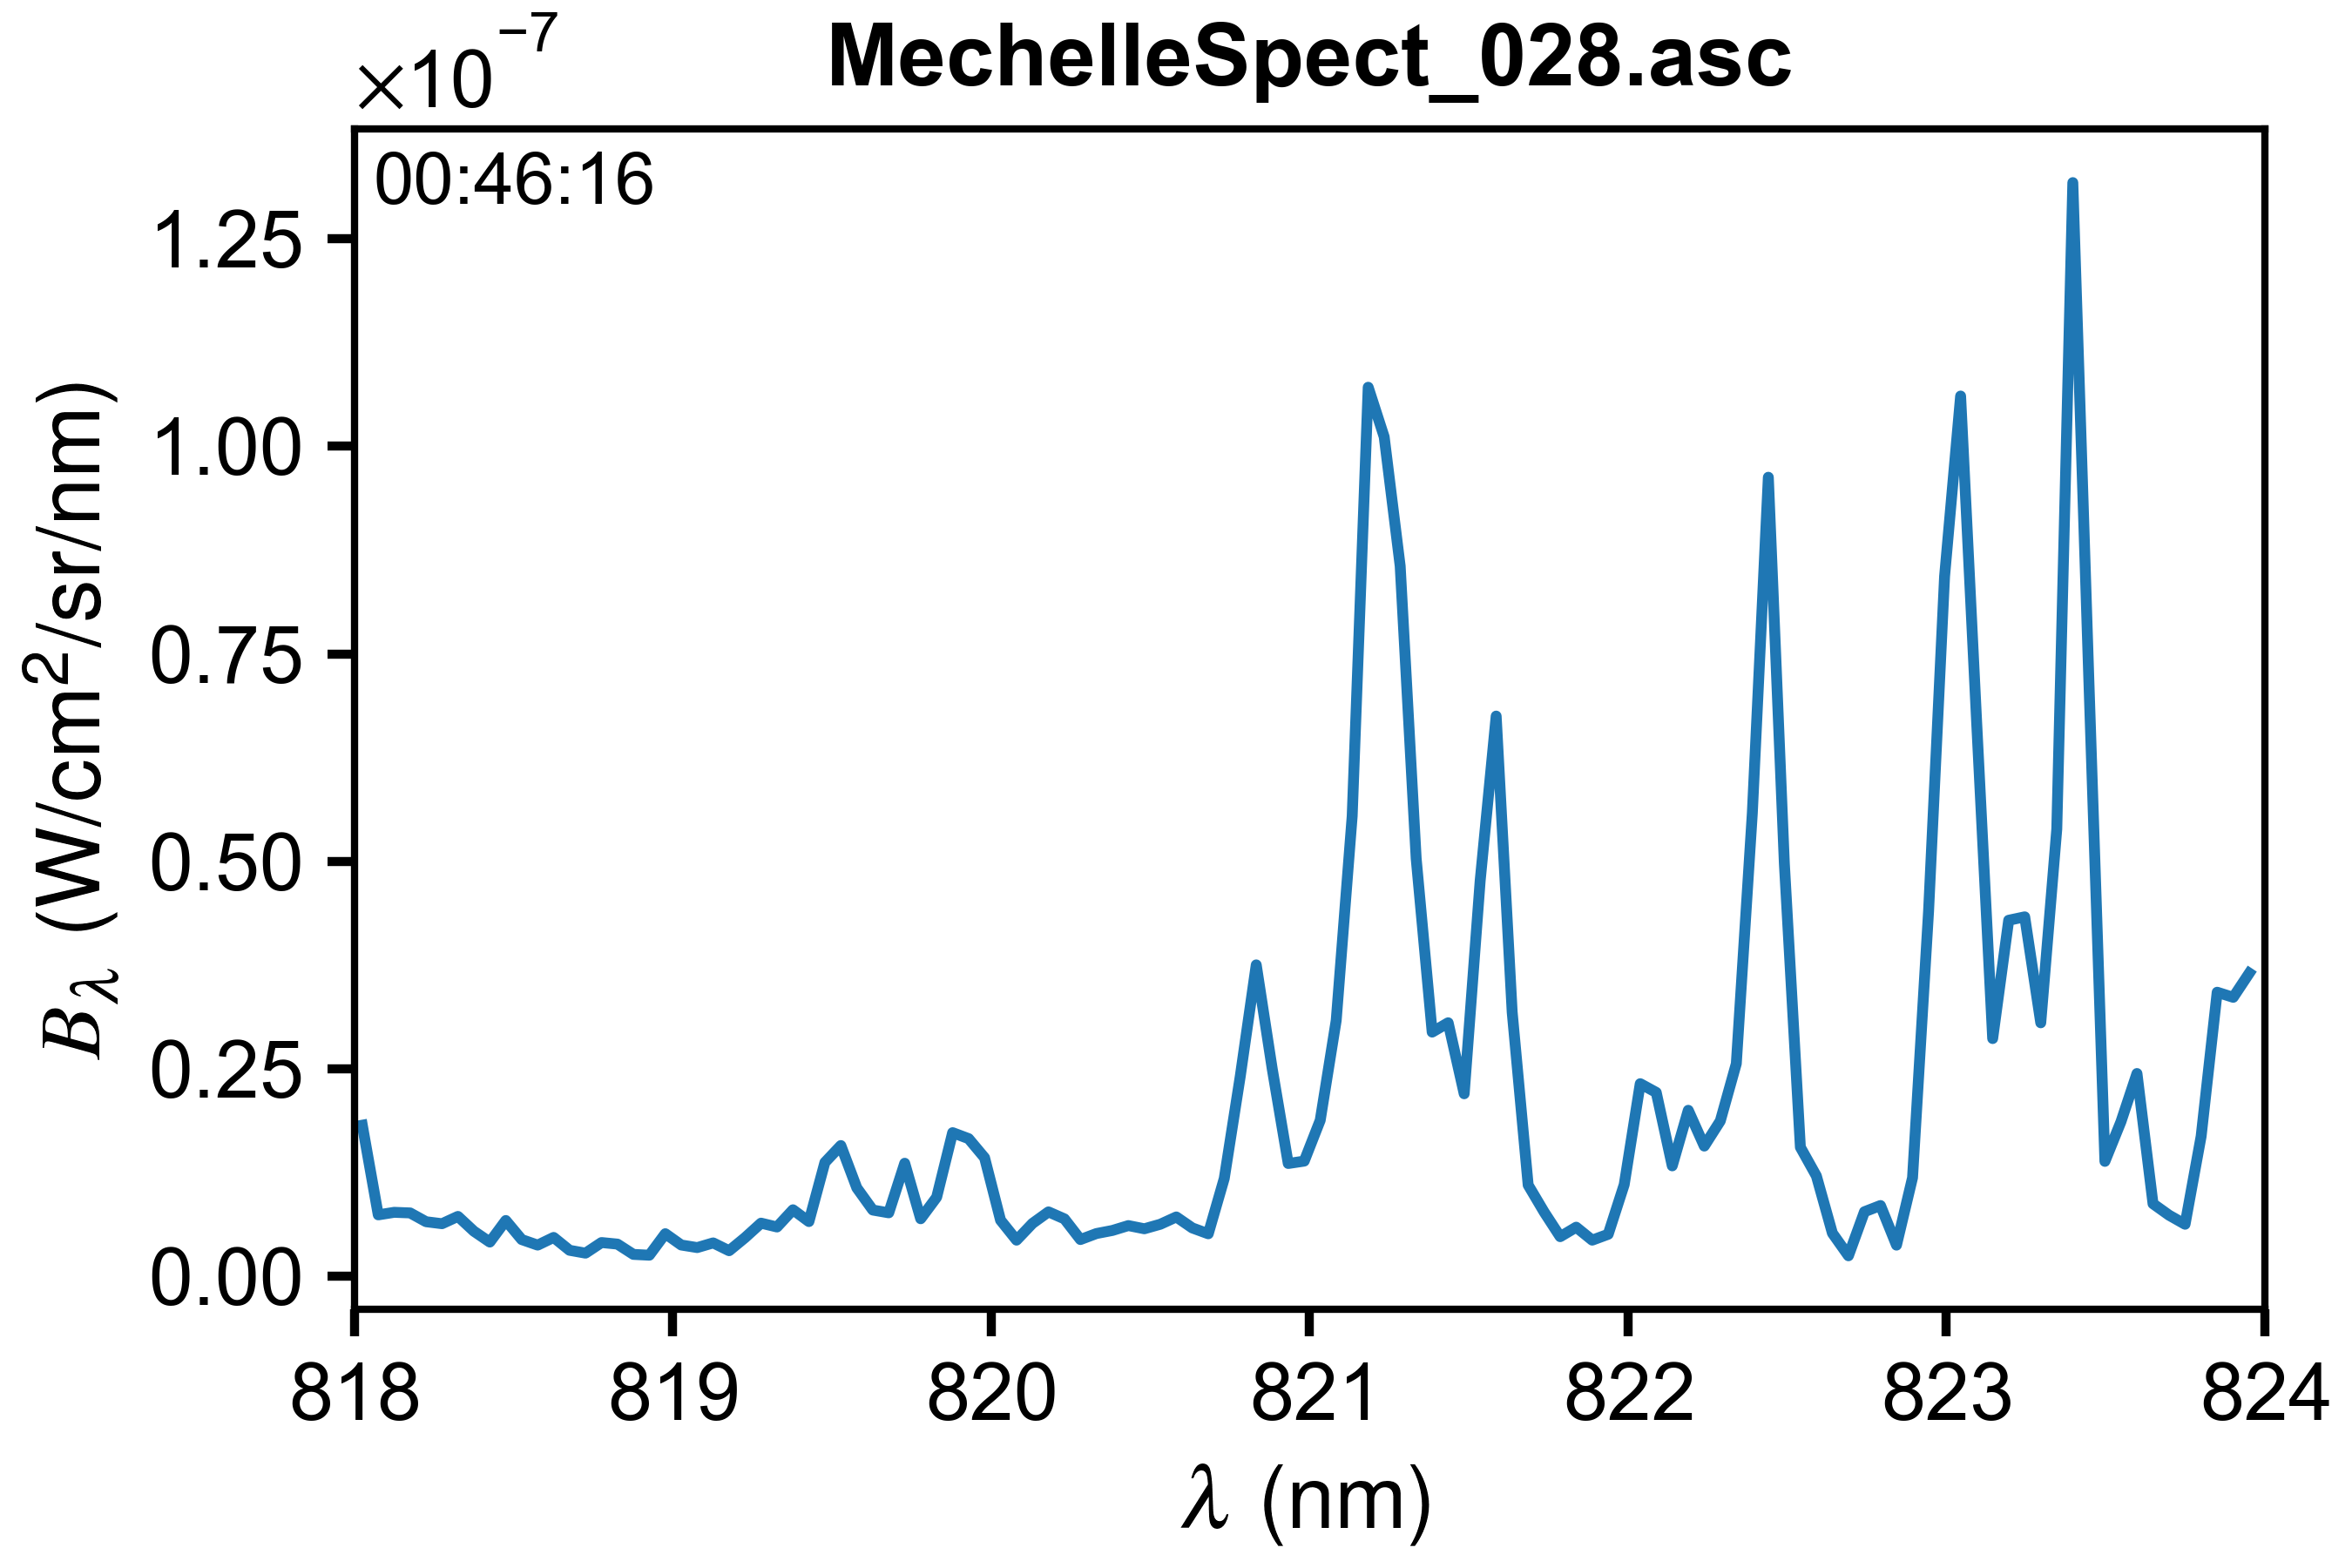 ×10⁻⁷
MechelleSpect_028.asc
00:46:16
1.25
1.00
0.75
0.50
0.25
0.00
B_λ (W/cm²/sr/nm)
818 819 820 821 822 823 824
λ (nm)